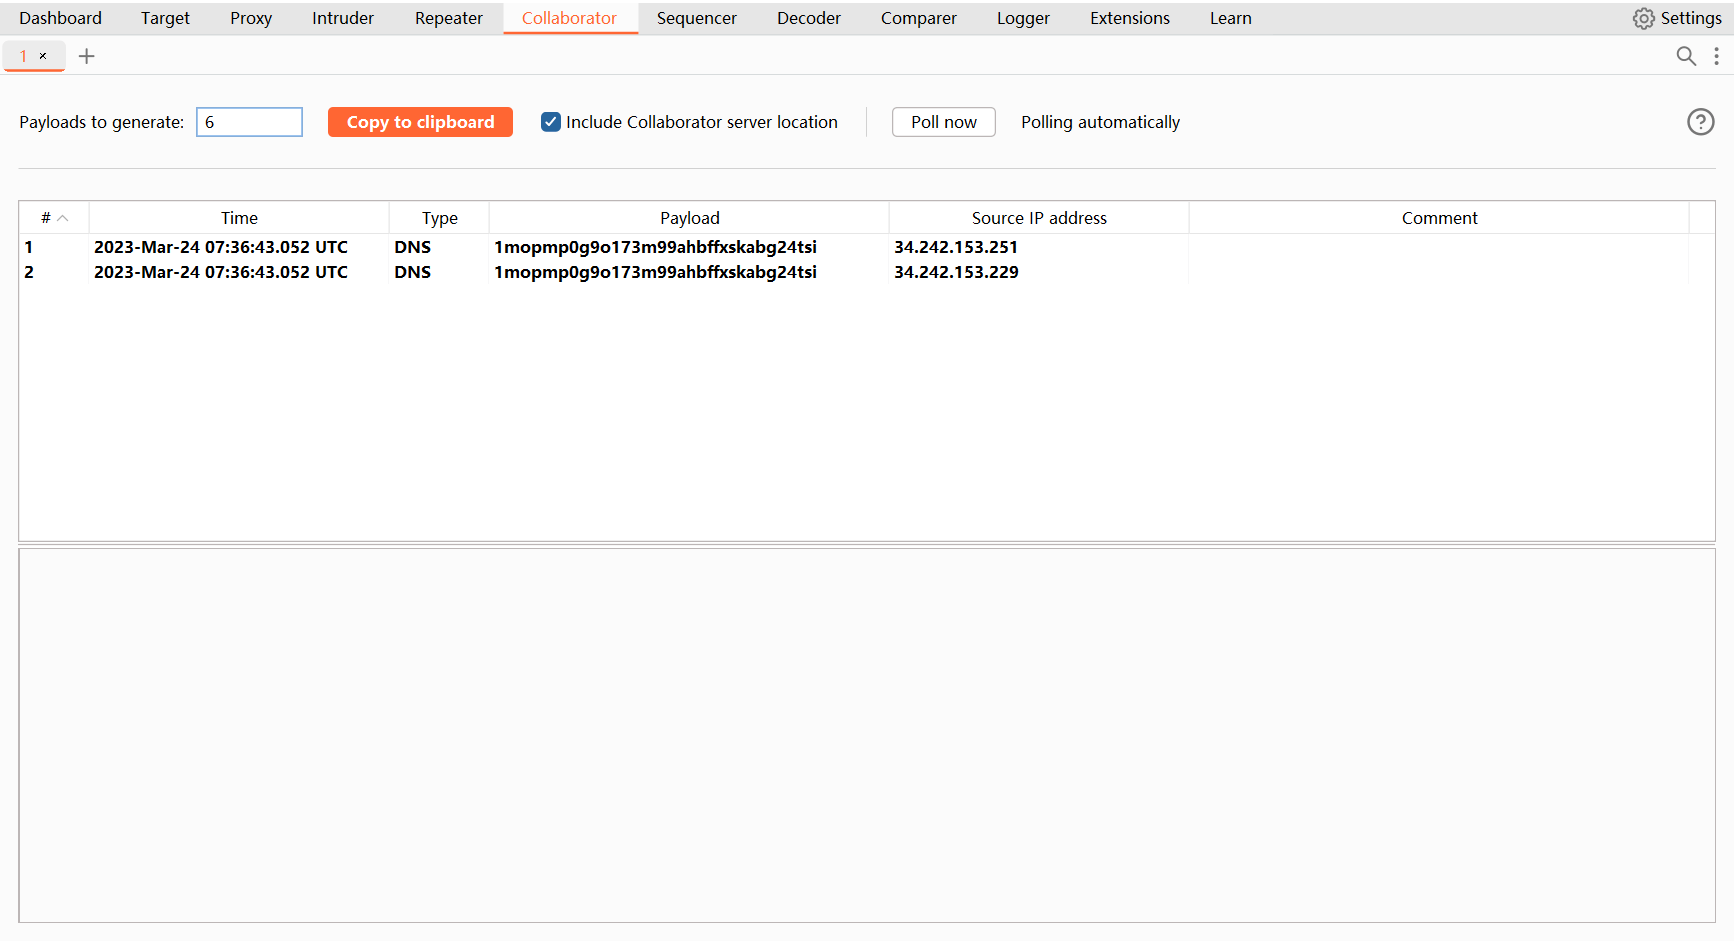 Dashboard Target Proxy Intruder Repeater Collaborator Sequencer Decoder Comparer Logger Extensions Learn Settings
1 × +
Payloads to generate: 6 Copy to clipboard Include Collaborator server location Poll now Polling automatically ?
# Time Type Payload Source IP address Comment
1 2023-Mar-24 07:36:43.052 UTC DNS 1mopmp0g9o173m99ahbffxskabg24tsi 34.242.153.251
2 2023-Mar-24 07:36:43.052 UTC DNS 1mopmp0g9o173m99ahbffxskabg24tsi 34.242.153.229